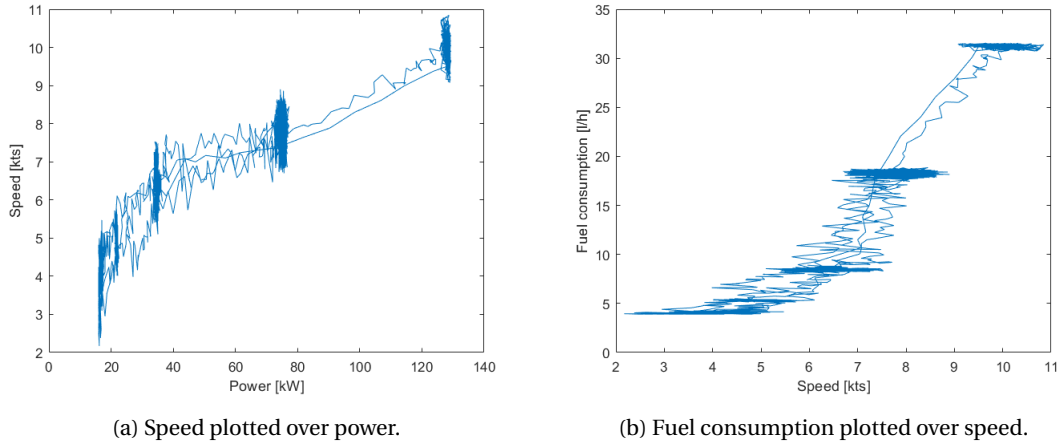 11
10
9
8
7
6
5
4
3
2
Speed [kts]
0 20 40 60 80 100 120 140
Power [kW]
(a) Speed plotted over power.
35
30
25
20
15
10
5
0
Fuel consumption [l/h]
2 3 4 5 6 7 8 9 10 11
Speed [kts]
(b) Fuel consumption plotted over speed.